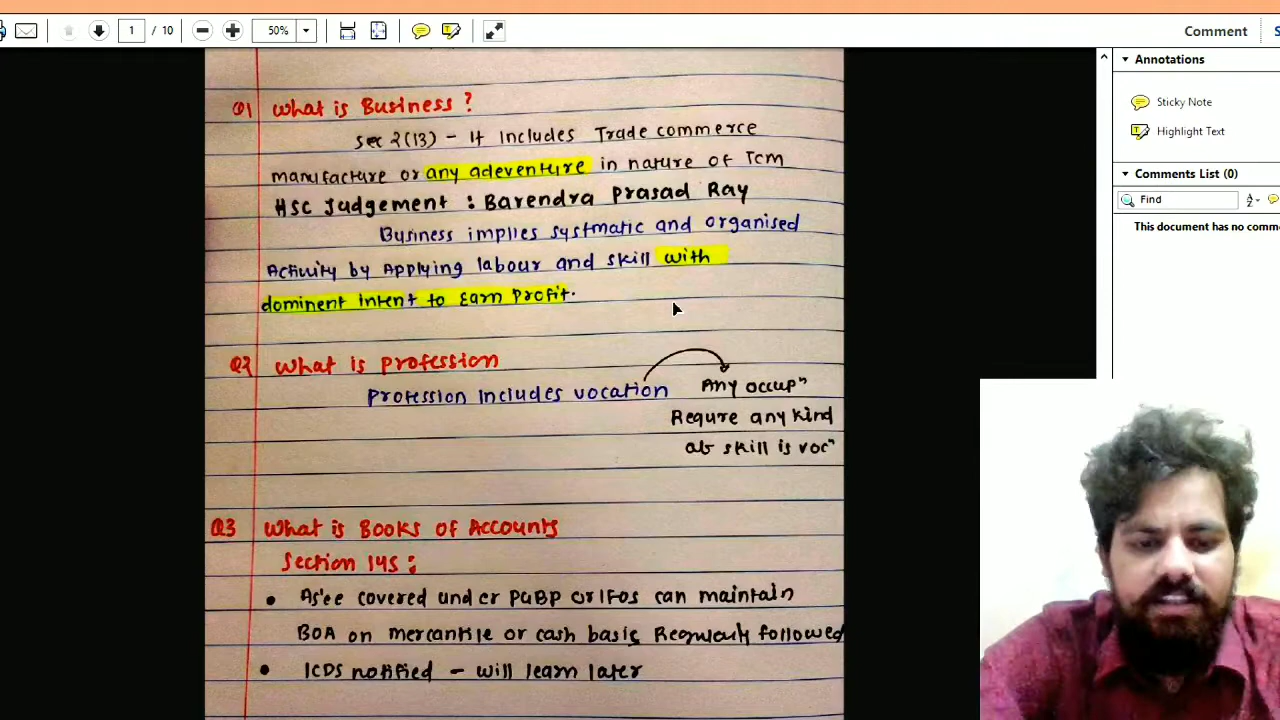 1 / 10
50%
Comment
Annotations
Sticky Note
Highlight Text
Comments List (0)
Find
This document has no comm
Q1 What is Business ?
Sec 2(13) - It includes Trade commerce
manufacture or any adeventure in nature of TCM
HSC Judgement : Barendra Prasad Ray
Business implies systmatic and organised
Activity by Applying labour and skill with
dominent intent to Earn Profit.
Q2 What is profession
Profession includes vocation Any occupⁿ
Requre any kind
ob skill is vocⁿ
Q3 What is Books of Accounts
Section 145 :
• As'ee covered under PGBP or IFOS can maintain
BOA on mercantile or cash basis Regularly followed
• ICDS notified - will learn later